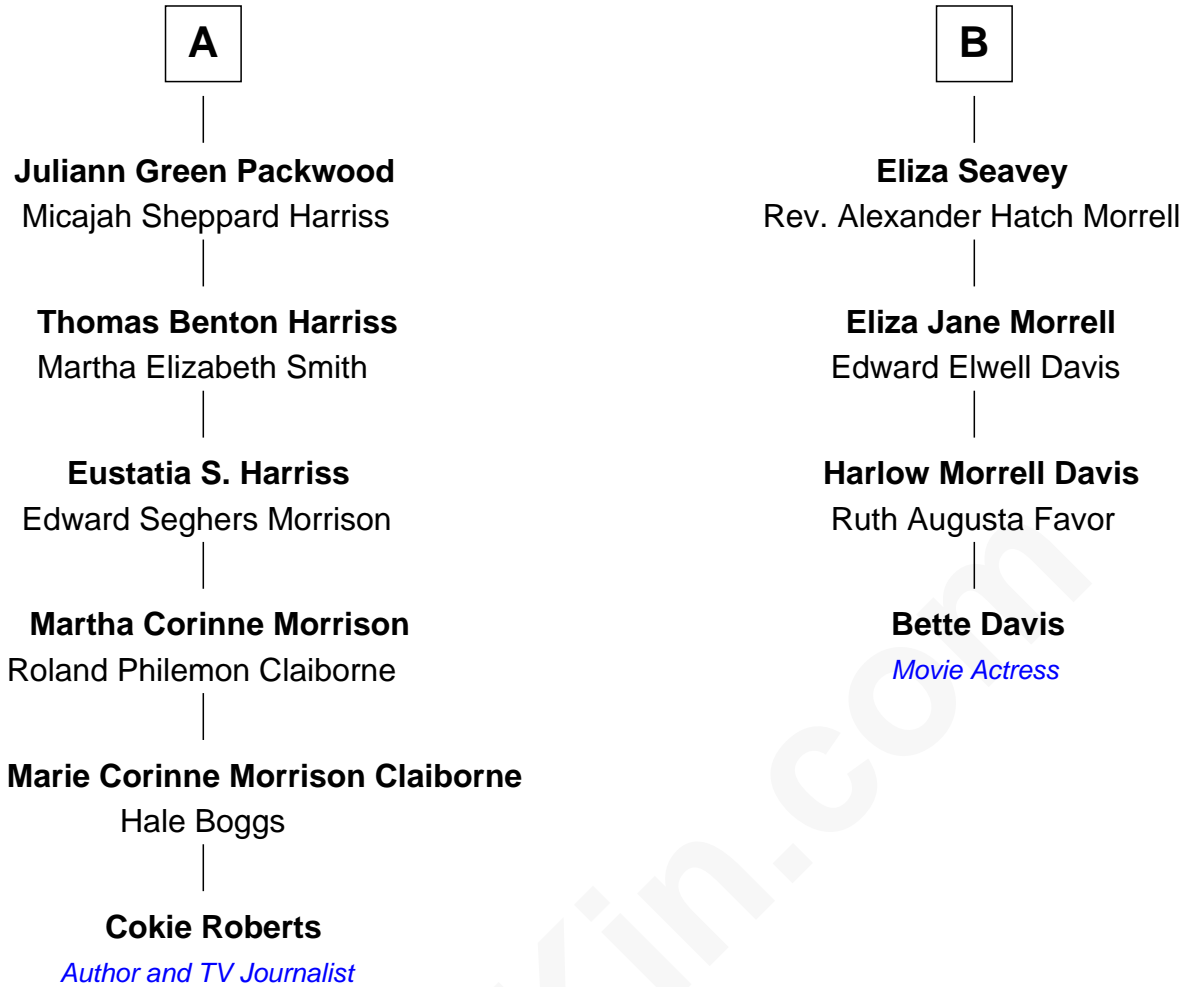 A
Juliann Green Packwood
Micajah Sheppard Harriss
Thomas Benton Harriss
Martha Elizabeth Smith
Eustatia S. Harriss
Edward Seghers Morrison
Martha Corinne Morrison
Roland Philemon Claiborne
Marie Corinne Morrison Claiborne
Hale Boggs
Cokie Roberts
Author and TV Journalist
B
Eliza Seavey
Rev. Alexander Hatch Morrell
Eliza Jane Morrell
Edward Elwell Davis
Harlow Morrell Davis
Ruth Augusta Favor
Bette Davis
Movie Actress